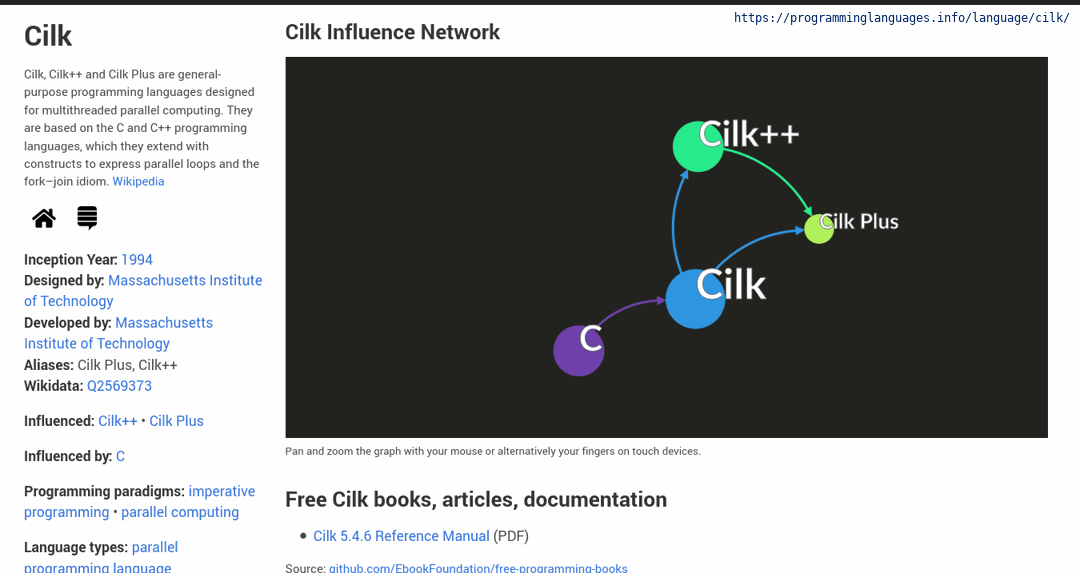 https://programminglanguages.info/language/cilk/
Cilk
Cilk, Cilk++ and Cilk Plus are general-
purpose programming languages designed
for multithreaded parallel computing. They
are based on the C and C++ programming
languages, which they extend with
constructs to express parallel loops and the
fork–join idiom. Wikipedia
Inception Year: 1994
Designed by: Massachusetts Institute
of Technology
Developed by: Massachusetts
Institute of Technology
Aliases: Cilk Plus, Cilk++
Wikidata: Q2569373
Influenced: Cilk++ • Cilk Plus
Influenced by: C
Programming paradigms: imperative
programming • parallel computing
Language types: parallel
programming language
Cilk Influence Network
Cilk++
Cilk Plus
Cilk
C
Pan and zoom the graph with your mouse or alternatively your fingers on touch devices.
Free Cilk books, articles, documentation
• Cilk 5.4.6 Reference Manual (PDF)
Source: github.com/EbookFoundation/free-programming-books